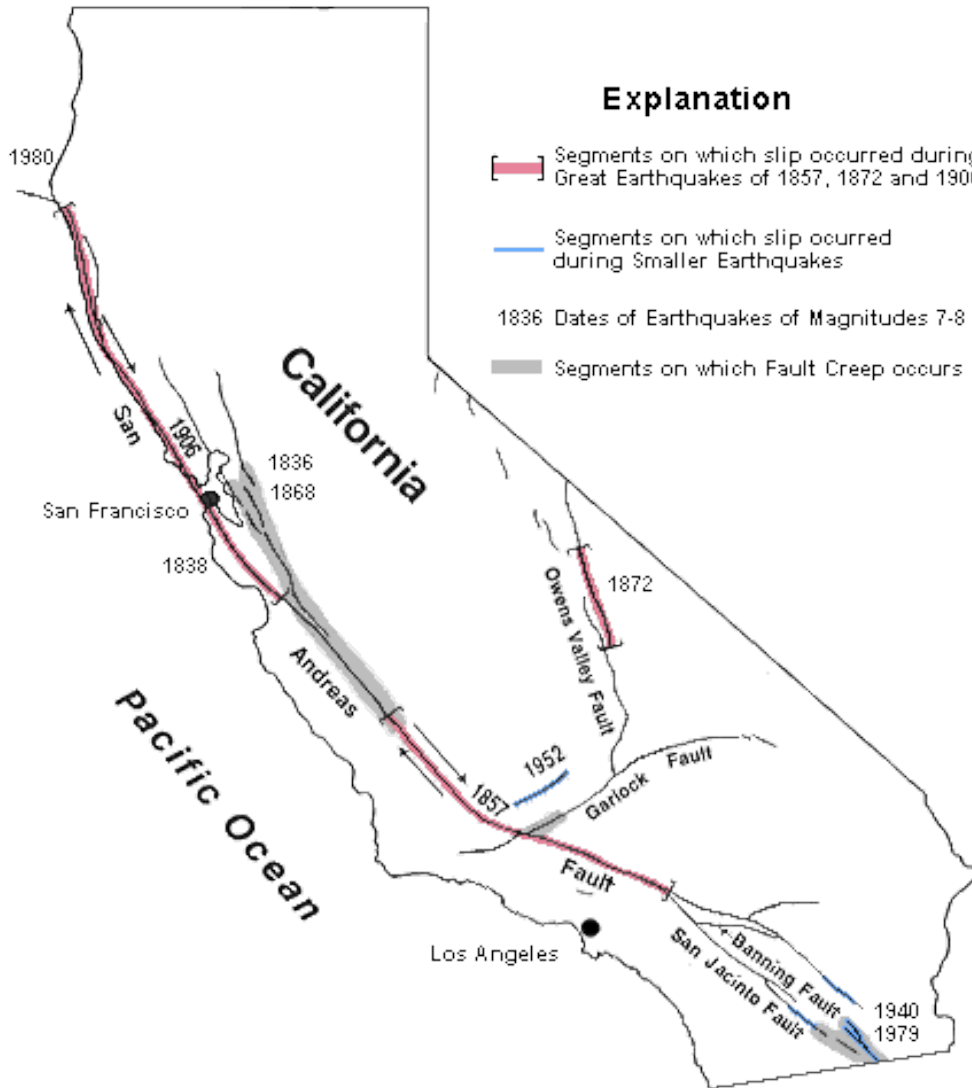 Explanation
Segments on which slip occurred during
Great Earthquakes of 1857, 1872 and
Segments on which slip ocurred
during Smaller Earthquakes
1836 Dates of Earthquakes of Magnitudes 7-8
Segments on which Fault Creep occurs
1980
California
San
1906
1836
1868
San Francisco
1838
1872
Owens Valley Fault
Andreas
Pacific Ocean
1952
1857
Garlock Fault
Fault
Los Angeles
Banning Fault
San Jacinto Fault
1940
1979